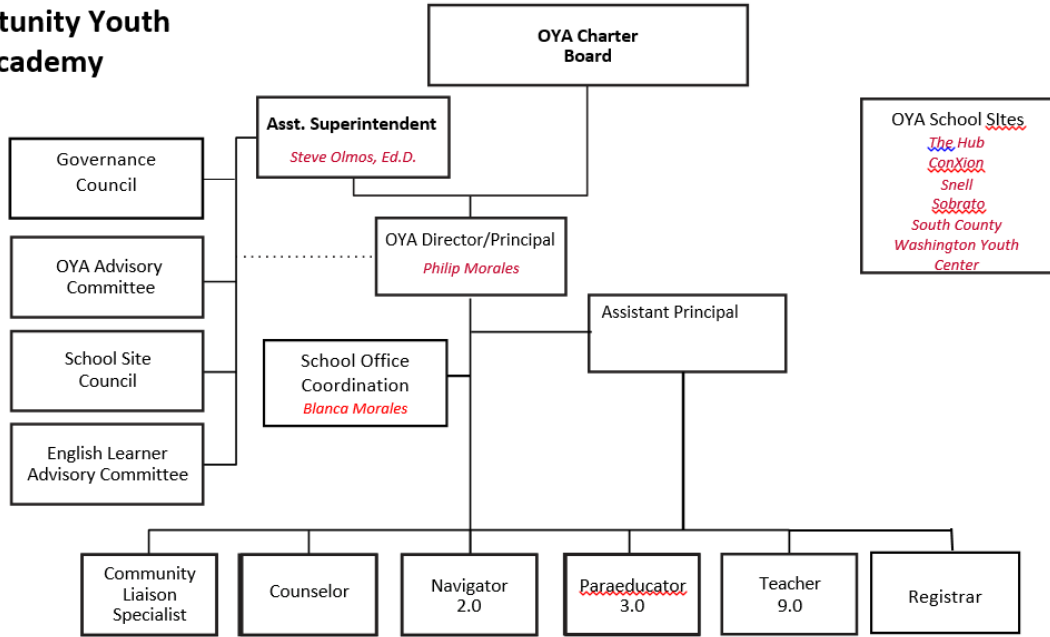 tunity Youth
cademy
OYA Charter
Board
Asst. Superintendent
Steve Olmos, Ed.D.
OYA School SItes
The Hub
ConXion
Snell
Sobrato
South County
Washington Youth
Center
Governance
Council
OYA Director/Principal
Philip Morales
OYA Advisory
Committee
Assistant Principal
School Site
Council
School Office
Coordination
Blanca Morales
English Learner
Advisory Committee
Community
Liaison
Specialist
Counselor
Navigator
2.0
Paraeducator
3.0
Teacher
9.0
Registrar